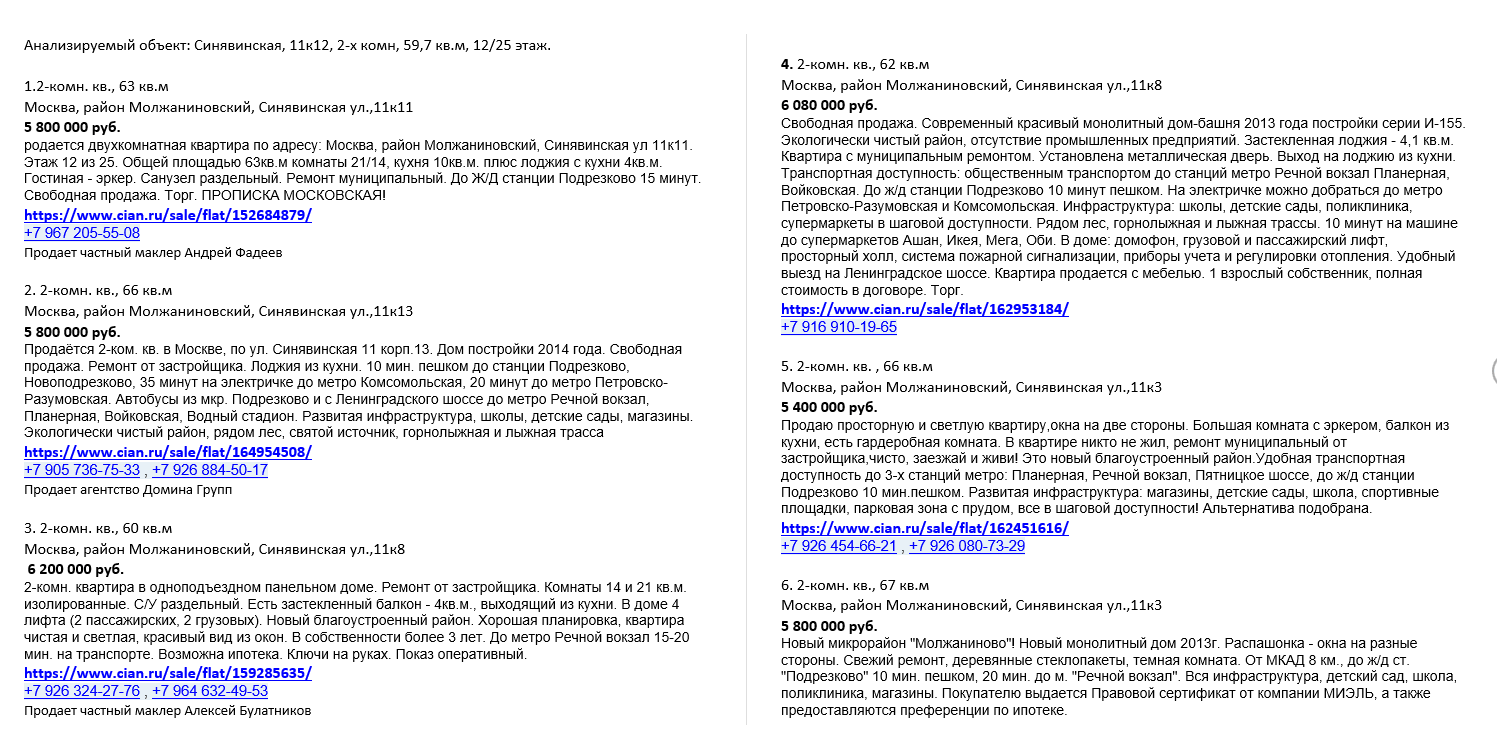 Анализируемый объект: Синявинская, 11к12, 2-х комн, 59,7 кв.м, 12/25 этаж.
1.2-комн. кв., 63 кв.м
Москва, район Молжаниновский, Синявинская ул.,11к11
5 800 000 руб.
родается двухкомнатная квартира по адресу: Москва, район Молжаниновский, Синявинская ул 11к11.
Этаж 12 из 25. Общей площадью 63кв.м комнаты 21/14, кухня 10кв.м. плюс лоджия с кухни 4кв.м.
Гостиная - эркер. Санузел раздельный. Ремонт муниципальный. До Ж/Д станции Подрезково 15 минут.
Свободная продажа. Торг. ПРОПИСКА МОСКОВСКАЯ!
https://www.cian.ru/sale/flat/152684879/
+7 967 205-55-08
Продает частный маклер Андрей Фадеев
2. 2-комн. кв., 66 кв.м
Москва, район Молжаниновский, Синявинская ул.,11к13
5 800 000 руб.
Продаётся 2-ком. кв. в Москве, по ул. Синявинская 11 корп.13. Дом постройки 2014 года. Свободная
продажа. Ремонт от застройщика. Лоджия из кухни. 10 мин. пешком до станции Подрезково,
Новоподрезково, 35 минут на электричке до метро Комсомольская, 20 минут до метро Петровско-
Разумовская. Автобусы из мкр. Подрезково и с Ленинградского шоссе до метро Речной вокзал,
Планерная, Войковская, Водный стадион. Развитая инфраструктура, школы, детские сады, магазины.
Экологически чистый район, рядом лес, святой источник, горнолыжная и лыжная трасса
https://www.cian.ru/sale/flat/164954508/
+7 905 736-75-33 , +7 926 884-50-17
Продает агентство Домина Групп
3. 2-комн. кв., 60 кв.м
Москва, район Молжаниновский, Синявинская ул.,11к8
6 200 000 руб.
2-комн. квартира в одноподъездном панельном доме. Ремонт от застройщика. Комнаты 14 и 21 кв.м.
изолированные. С/У раздельный. Есть застекленный балкон - 4кв.м., выходящий из кухни. В доме 4
лифта (2 пассажирских, 2 грузовых). Новый благоустроенный район. Хорошая планировка, квартира
чистая и светлая, красивый вид из окон. В собственности более 3 лет. До метро Речной вокзал 15-20
мин. на транспорте. Возможна ипотека. Ключи на руках. Показ оперативный.
https://www.cian.ru/sale/flat/159285635/
+7 926 324-27-76 , +7 964 632-49-53
Продает частный маклер Алексей Булатников
4. 2-комн. кв., 62 кв.м
Москва, район Молжаниновский, Синявинская ул.,11к8
6 080 000 руб.
Свободная продажа. Современный красивый монолитный дом-башня 2013 года постройки серии И-155.
Экологически чистый район, отсутствие промышленных предприятий. Застекленная лоджия - 4,1 кв.м.
Квартира с муниципальным ремонтом. Установлена металлическая дверь. Выход на лоджию из кухни.
Транспортная доступность: общественным транспортом до станций метро Речной вокзал Планерная,
Войковская. До ж/д станции Подрезково 10 минут пешком. На электричке можно добраться до метро
Петровско-Разумовская и Комсомольская. Инфраструктура: школы, детские сады, поликлиника,
супермаркеты в шаговой доступности. Рядом лес, горнолыжная и лыжная трассы. 10 минут на машине
до супермаркетов Ашан, Икея, Мега, Оби. В доме: домофон, грузовой и пассажирский лифт,
просторный холл, система пожарной сигнализации, приборы учета и регулировки отопления. Удобный
выезд на Ленинградское шоссе. Квартира продается с мебелью. 1 взрослый собственник, полная
стоимость в договоре. Торг.
https://www.cian.ru/sale/flat/162953184/
+7 916 910-19-65
5. 2-комн. кв. , 66 кв.м
Москва, район Молжаниновский, Синявинская ул.,11к3
5 400 000 руб.
Продаю просторную и светлую квартиру,окна на две стороны. Большая комната с эркером, балкон из
кухни, есть гардеробная комната. В квартире никто не жил, ремонт муниципальный от
застройщика,чисто, заезжай и живи! Это новый благоустроенный район.Удобная транспортная
доступность до 3-х станций метро: Планерная, Речной вокзал, Пятницкое шоссе, до ж/д станции
Подрезково 10 мин.пешком. Развитая инфраструктура: магазины, детские сады, школа, спортивные
площадки, парковая зона с прудом, все в шаговой доступности! Альтернатива подобрана.
https://www.cian.ru/sale/flat/162451616/
+7 926 454-66-21 , +7 926 080-73-29
6. 2-комн. кв., 67 кв.м
Москва, район Молжаниновский, Синявинская ул.,11к3
5 800 000 руб.
Новый микрорайон "Молжаниново"! Новый монолитный дом 2013г. Распашонка - окна на разные
стороны. Свежий ремонт, деревянные стеклопакеты, темная комната. От МКАД 8 км., до ж/д ст.
"Подрезково" 10 мин. пешком, 20 мин. до м. "Речной вокзал". Вся инфраструктура, детский сад, школа,
поликлиника, магазины. Покупателю выдается Правовой сертификат от компании МИЭЛЬ, а также
предоставляются преференции по ипотеке.